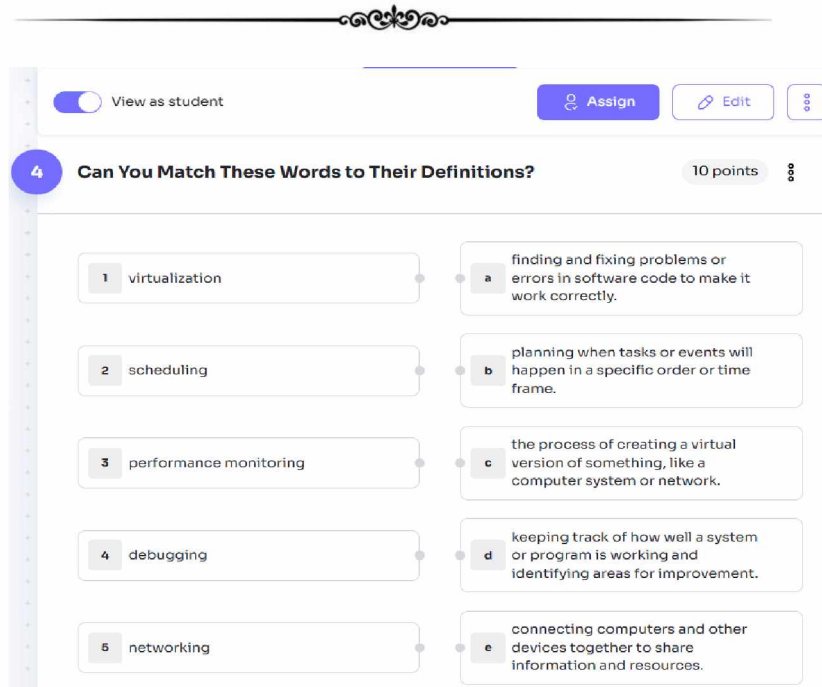 View as student
Assign
Edit
4
Can You Match These Words to Their Definitions?
10 points
1 virtualization
a
finding and fixing problems or
errors in software code to make it
work correctly.
2 scheduling
b
planning when tasks or events will
happen in a specific order or time
frame.
3 performance monitoring
c
the process of creating a virtual
version of something, like a
computer system or network.
4 debugging
d
keeping track of how well a system
or program is working and
identifying areas for improvement.
5 networking
e
connecting computers and other
devices together to share
information and resources.